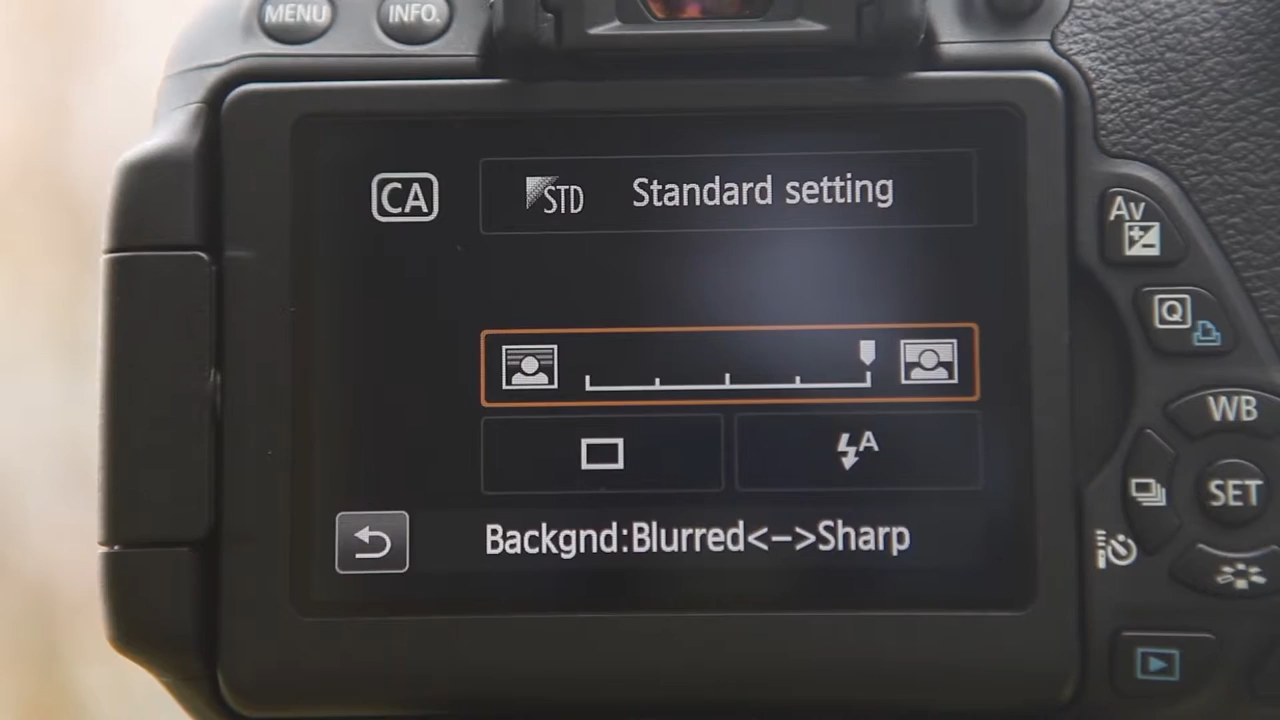 MENU INFO.
CA STD Standard setting
Av
Q
WB
A
SET
Backgnd:Blurred<–>Sharp